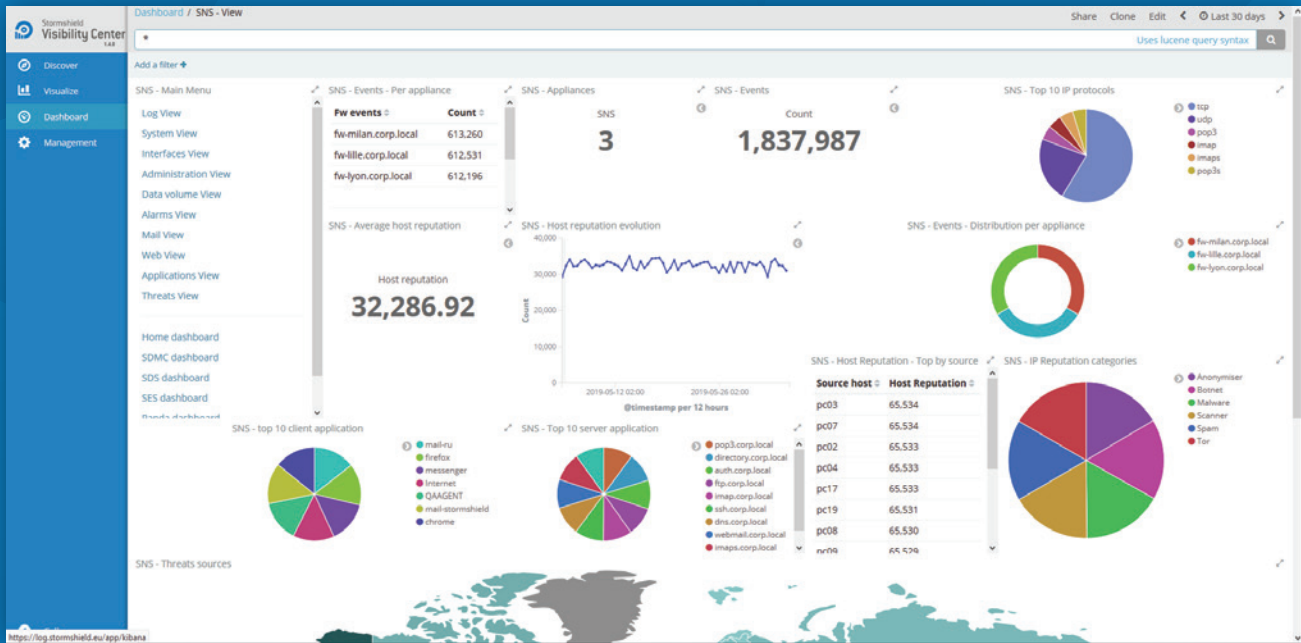 Stormshield
Visibility Center
1.4.0
Discover
Visualize
Dashboard
Management
Dashboard / SNS - View
Share Clone Edit Last 30 days
*
Uses lucene query syntax
Add a filter +
SNS - Main Menu
Log View
System View
Interfaces View
Administration View
Data volume View
Alarms View
Mail View
Web View
Applications View
Threats View
Home dashboard
SDMC dashboard
SDS dashboard
SES dashboard
Panda dashboard
SNS - Events - Per appliance
Fw events Count
fw-milan.corp.local 613,260
fw-lille.corp.local 612,531
fw-lyon.corp.local 612,196
SNS - Appliances
SNS
3
SNS - Events
Count
1,837,987
SNS - Top 10 IP protocols
tcp
udp
pop3
imap
imaps
pop3s
SNS - Average host reputation
Host reputation
32,286.92
SNS - Host reputation evolution
40,000
30,000
20,000
10,000
0
Count
2019-05-12 02:00 2019-05-26 02:00
@timestamp per 12 hours
SNS - Events - Distribution per appliance
fw-milan.corp.local
fw-lille.corp.local
fw-lyon.corp.local
SNS - Host Reputation - Top by source
Source host Host Reputation
pc03 65,534
pc07 65,534
pc02 65,533
pc04 65,533
pc17 65,533
pc19 65,531
pc08 65,530
pc09 65,529
SNS - IP Reputation categories
Anonymiser
Botnet
Malware
Scanner
Spam
Tor
SNS - top 10 client application
mail-ru
firefox
messenger
Internet
QAAGENT
mail-stormshield
chrome
SNS - Top 10 server application
pop3.corp.local
directory.corp.local
auth.corp.local
ftp.corp.local
imap.corp.local
ssh.corp.local
dns.corp.local
webmail.corp.local
imaps.corp.local
SNS - Threats sources
https://log.stormshield.eu/app/kibana